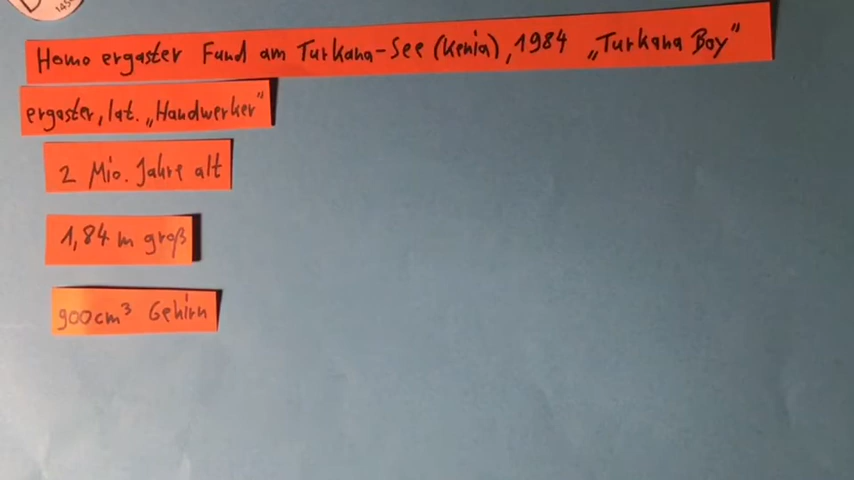 Homo ergaster Fund am Turkana-See (Kenia), 1984 „Turkana Boy"
ergaster, lat. „Handwerker"
2 Mio. Jahre alt
1,84 m groß
900cm³ Gehirn